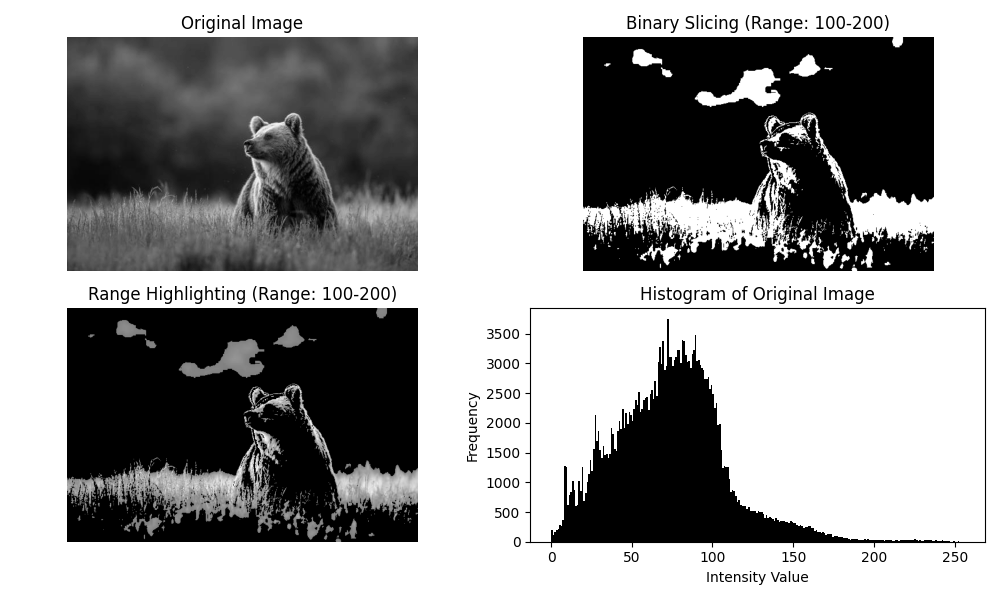 Original Image
Binary Slicing (Range: 100-200)
Range Highlighting (Range: 100-200)
Histogram of Original Image
3500
3000
2500
2000
1500
1000
500
0
Frequency
0 50 100 150 200 250
Intensity Value